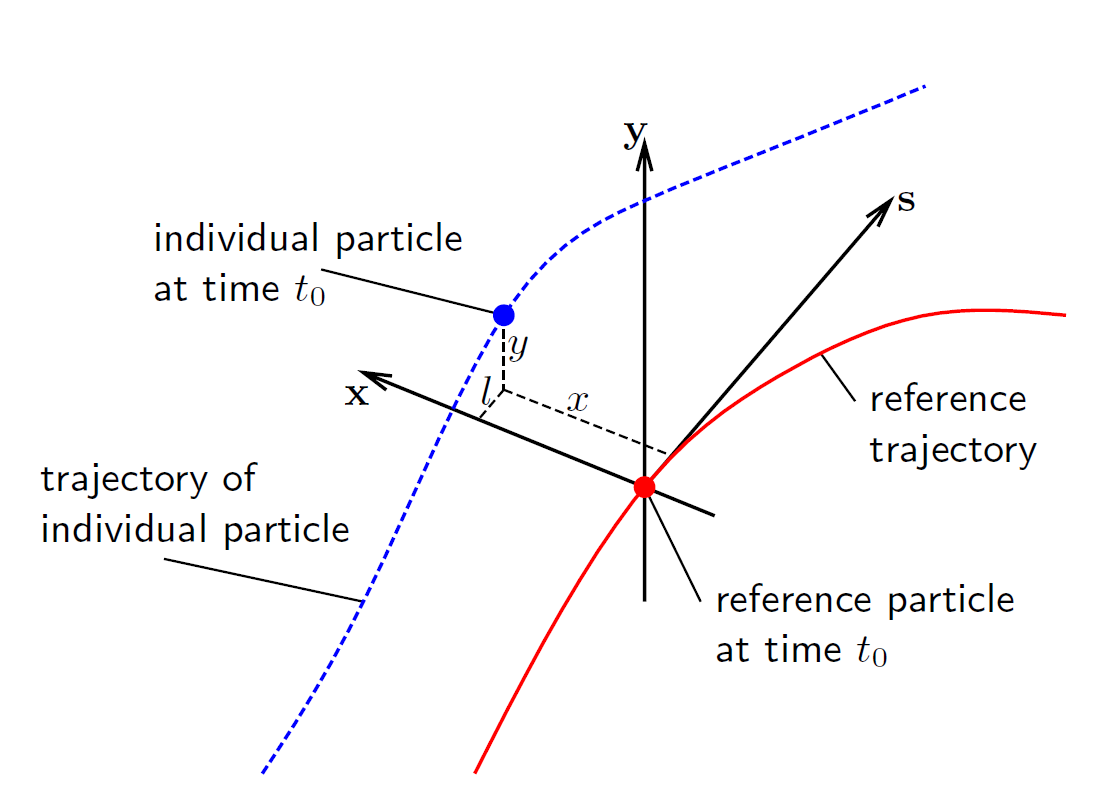 y
s
individual particle
at time t₀
y
x
l
x
reference
trajectory
trajectory of
individual particle
reference particle
at time t₀